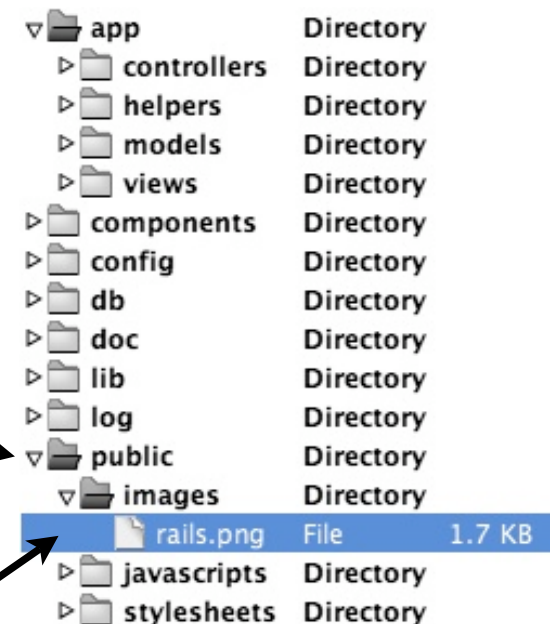 app Directory
controllers Directory
helpers Directory
models Directory
views Directory
components Directory
config Directory
db Directory
doc Directory
lib Directory
log Directory
public Directory
images Directory
rails.png File 1.7 KB
javascripts Directory
stylesheets Directory